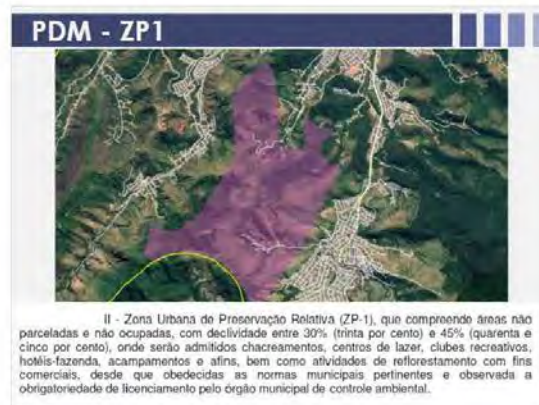 PDM - ZP1
II - Zona Urbana de Preservação Relativa (ZP-1), que compreende áreas não
parceladas e não ocupadas, com declividade entre 30% (trinta por cento) e 45% (quarenta e
cinco por cento), onde serão admitidos chacreamentos, centros de lazer, clubes recreativos,
hotéis-fazenda, acampamentos e afins, bem como atividades de reflorestamento com fins
comerciais, desde que obedecidas as normas municipais pertinentes e observada a
obrigatoriedade de licenciamento pelo órgão municipal de controle ambiental.